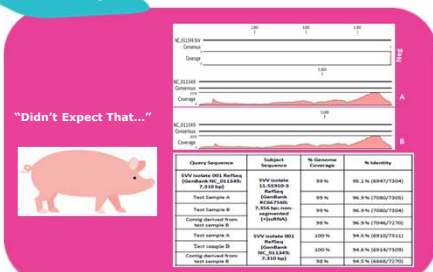 NC_011349 SVV
Consensus
Coverage
Neg
NC_011349
Consensus
Coverage
A
NC_011349
Consensus
Coverage
B
"Didn't Expect That..."
Query Sequence
Subject Sequence
% Genome Coverage
% Identity
SVV isolate 001 RefSeq (GenBank NC_011349; 7,310 bp)
SVV isolate 11-55910-3 RefSeq (GenBank KC667560; 7,356 bp; non-segmented (+)ssRNA)
99 %
95.1 % (6947/7304)
Test Sample A
99 %
96.9 % (7080/7305)
Test Sample B
99 %
96.9 % (7080/7304)
Contig derived from test sample B
98 %
96.9 % (7046/7270)
Test sample A
SVV isolate 001 RefSeq (GenBank NC_011349; 7,310 bp)
100 %
94.6 % (6910/7311)
Test sample B
100 %
94.6 % (6914/7309)
Contig derived from test sample B
98 %
94.5 % (6868/7270)